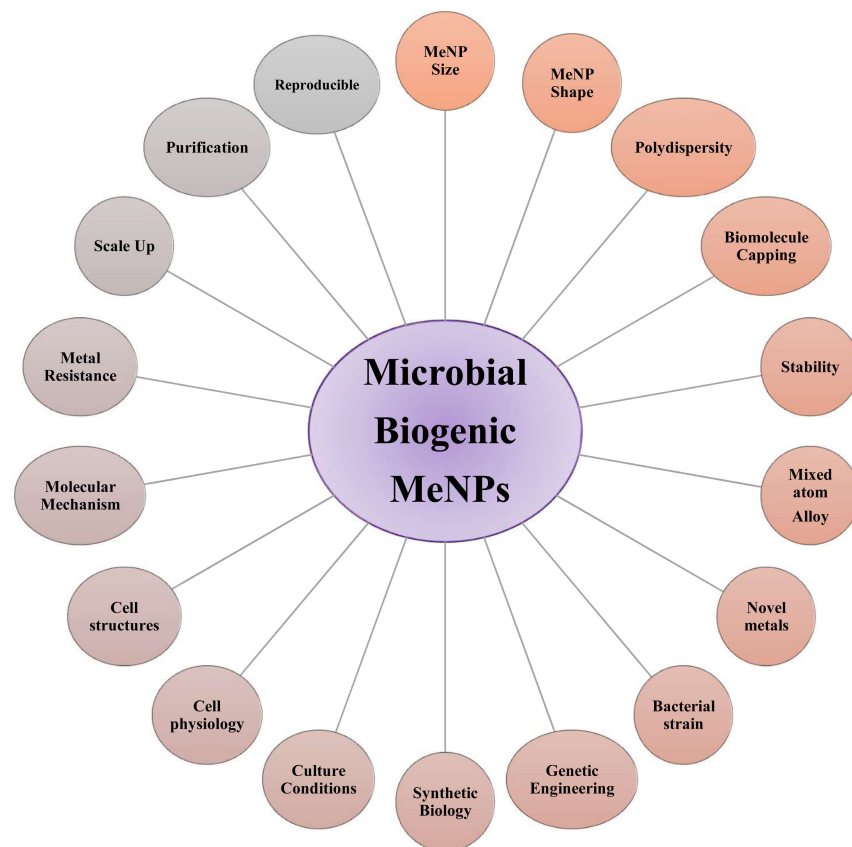 MeNP
Size
MeNP
Shape
Polydispersity
Biomolecule
Capping
Stability
Mixed
atom
Alloy
Novel
metals
Bacterial
strain
Genetic
Engineering
Synthetic
Biology
Culture
Conditions
Cell
physiology
Cell
structures
Molecular
Mechanism
Metal
Resistance
Scale Up
Purification
Reproducible
Microbial
Biogenic
MeNPs